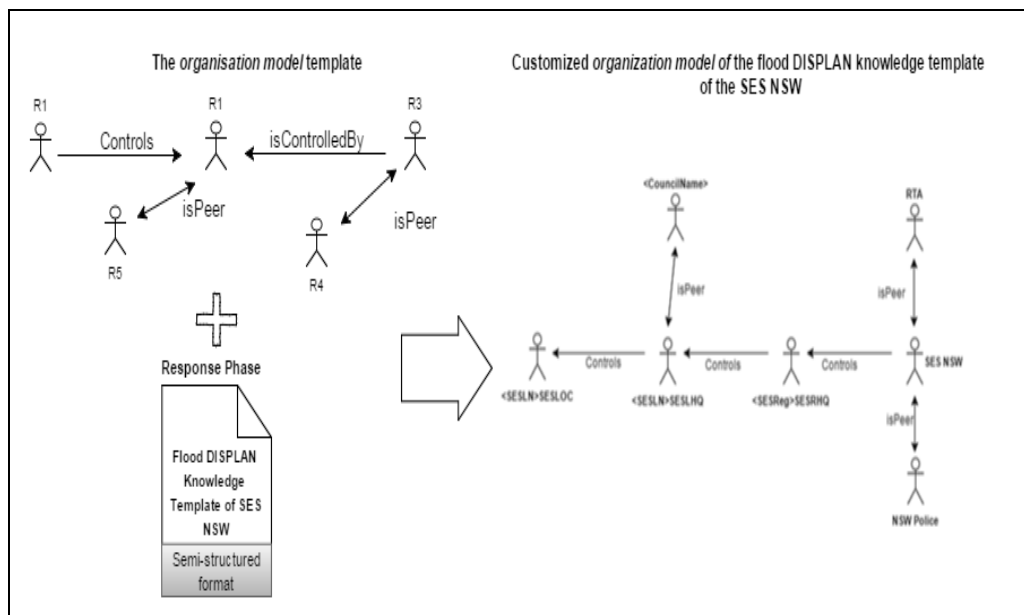 The organisation model template
R1
R1
R3
Controls
isControlledBy
isPeer
isPeer
R5
R4
Response Phase
Flood DISPLAN
Knowledge
Template of SES
NSW
Semi-structured
format
Customized organization model of the flood DISPLAN knowledge template
of the SES NSW
<CouncilName>
RTA
isPeer
isPeer
Controls
Controls
Controls
SES NSW
<SESLN>SESLOC
<SESLN>SESLHQ
<SESReg>SESRHQ
isPeer
NSW Police